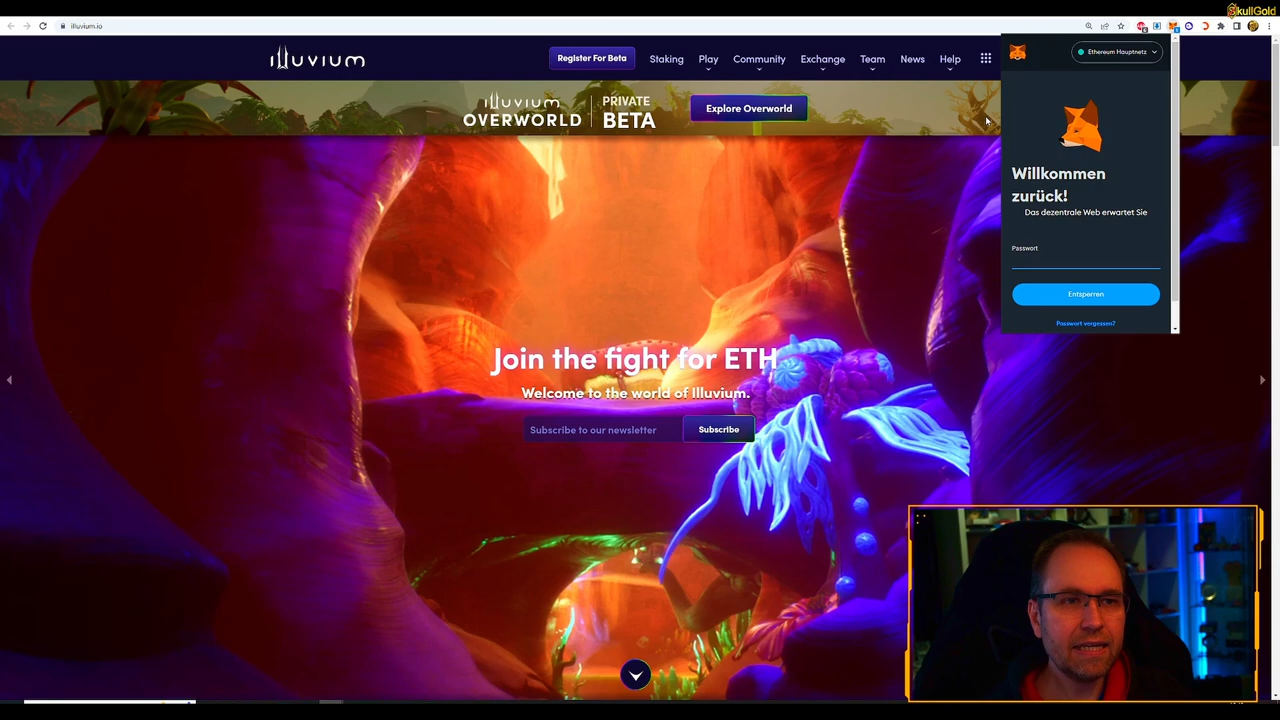 SkullGold
illuvium.io
illuvium
Register For Beta
Staking
Play
Community
Exchange
Team
News
Help
Ethereum Hauptnetz
illuvium
OVERWORLD
PRIVATE
BETA
Explore Overworld
Willkommen
zurück!
Das dezentrale Web erwartet Sie
Passwort
Entsperren
Passwort vergessen?
Join the fight for ETH
Welcome to the world of Illuvium.
Subscribe to our newsletter
Subscribe